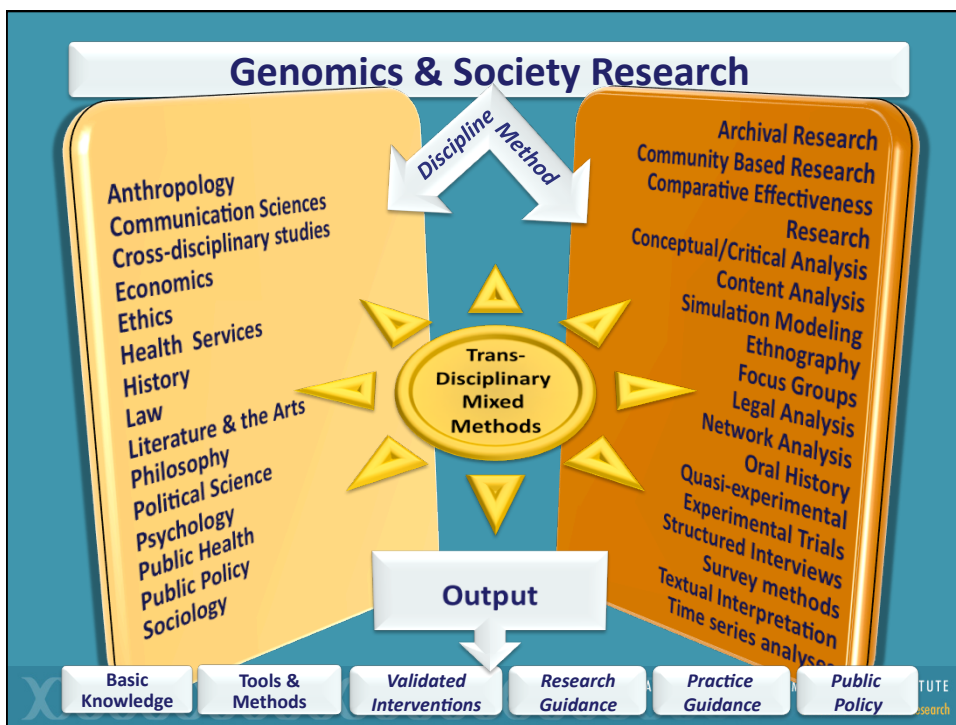 Genomics & Society Research
Discipline
Method
Anthropology
Communication Sciences
Cross-disciplinary studies
Economics
Ethics
Health Services
History
Law
Literature & the Arts
Philosophy
Political Science
Psychology
Public Health
Public Policy
Sociology
Archival Research
Community Based Research
Comparative Effectiveness
Research
Conceptual/Critical Analysis
Content Analysis
Simulation Modeling
Ethnography
Focus Groups
Legal Analysis
Network Analysis
Oral History
Quasi-experimental
Experimental Trials
Structured Interviews
Survey methods
Textual Interpretation
Time series analyses
Trans-
Disciplinary
Mixed
Methods
Output
Basic
Knowledge
Tools &
Methods
Validated
Interventions
Research
Guidance
Practice
Guidance
Public
Policy